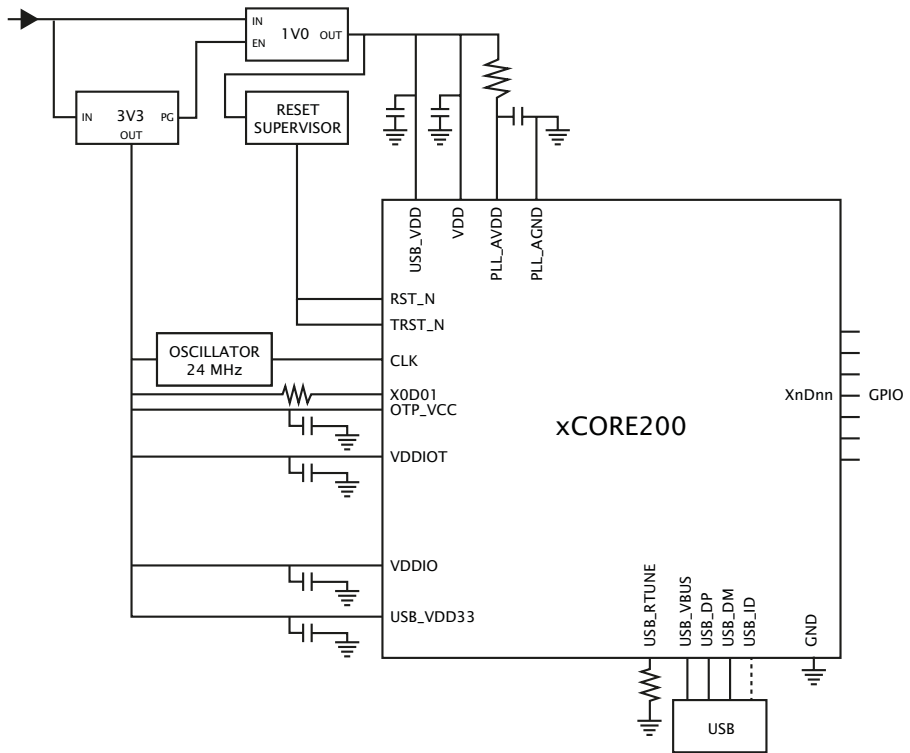 IN
1V0
OUT
EN
IN
3V3
PG
OUT
RESET
SUPERVISOR
USB_VDD
VDD
PLL_AVDD
PLL_AGND
RST_N
TRST_N
OSCILLATOR
24 MHz
CLK
X0D01
OTP_VCC
XnDnn
GPIO
xCORE200
VDDIOT
VDDIO
USB_VDD33
USB_RTUNE
USB_VBUS
USB_DP
USB_DM
USB_ID
GND
USB